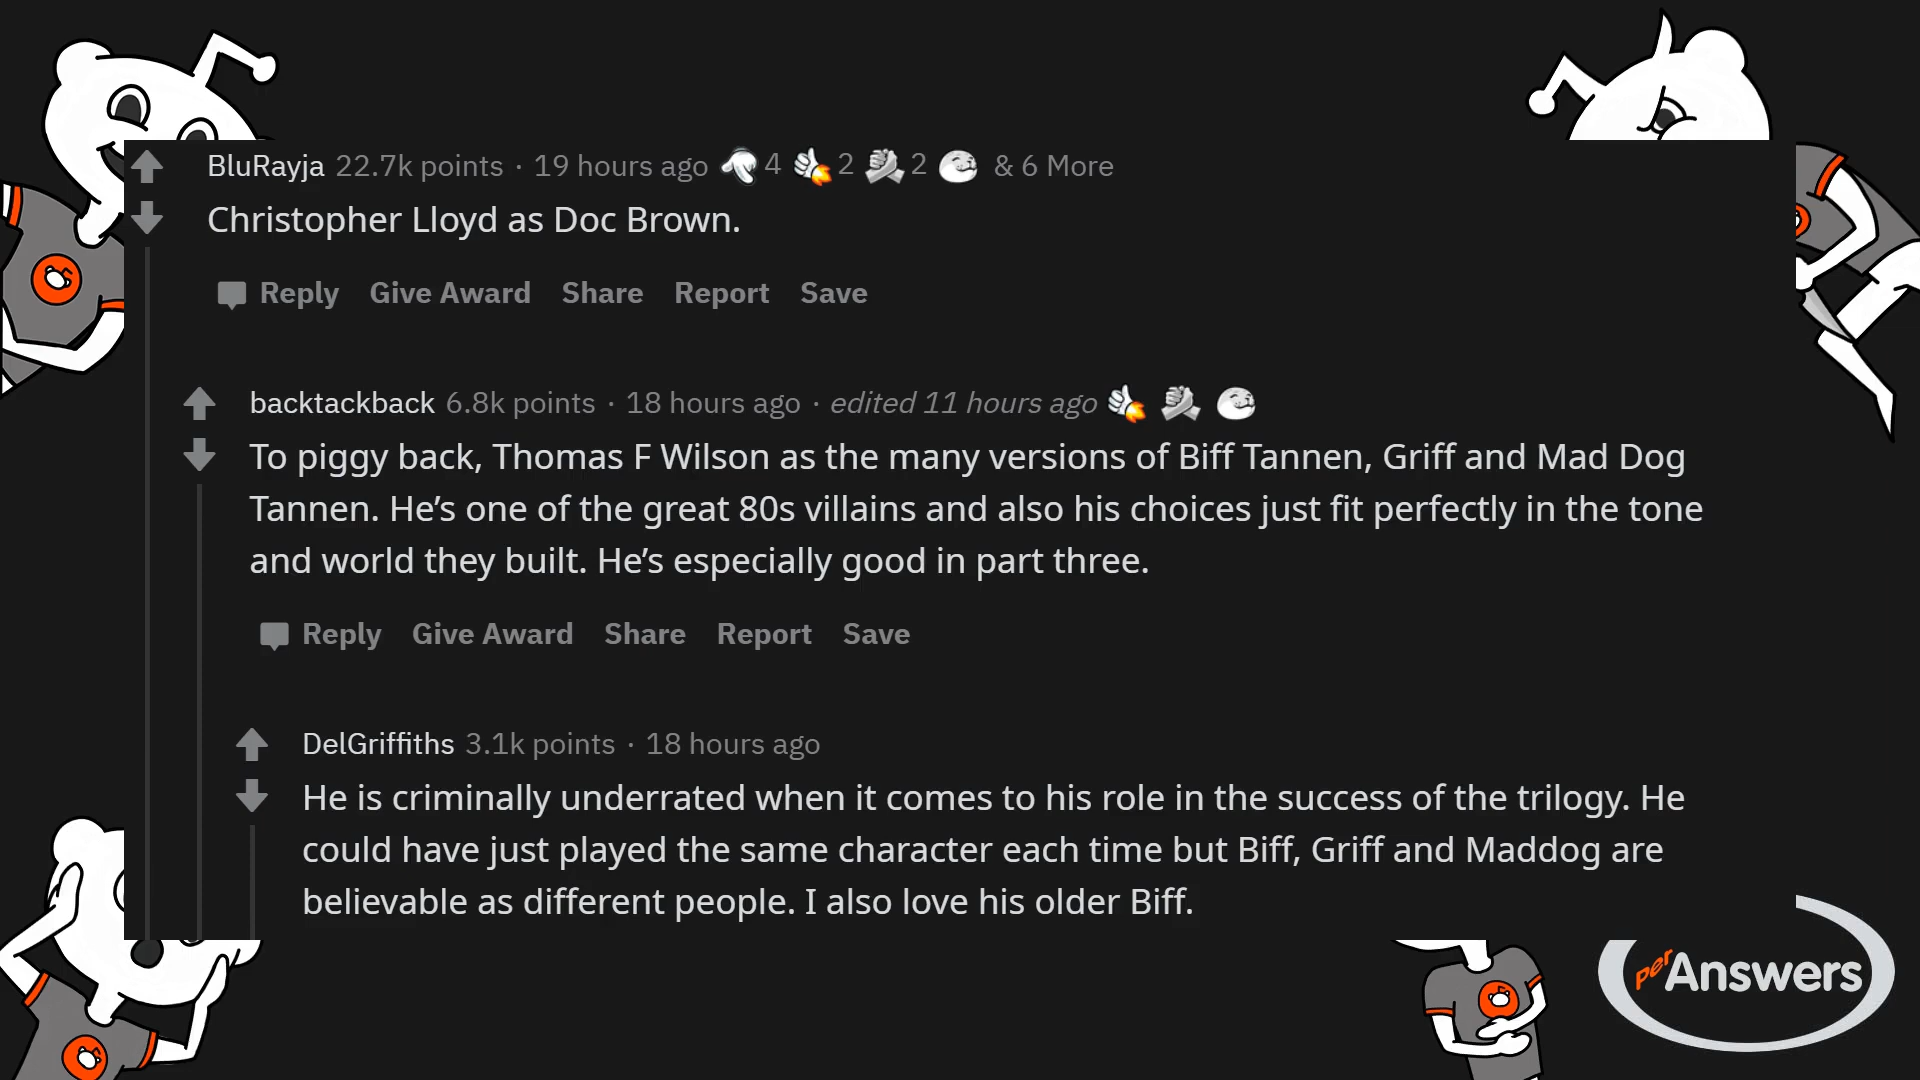 BluRayja 22.7k points · 19 hours ago 4 2 2 & 6 More
Christopher Lloyd as Doc Brown.
Reply Give Award Share Report Save
backtackback 6.8k points · 18 hours ago · edited 11 hours ago
To piggy back, Thomas F Wilson as the many versions of Biff Tannen, Griff and Mad Dog
Tannen. He’s one of the great 80s villains and also his choices just fit perfectly in the tone
and world they built. He’s especially good in part three.
Reply Give Award Share Report Save
DelGriffiths 3.1k points · 18 hours ago
He is criminally underrated when it comes to his role in the success of the trilogy. He
could have just played the same character each time but Biff, Griff and Maddog are
believable as different people. I also love his older Biff.
perAnswers